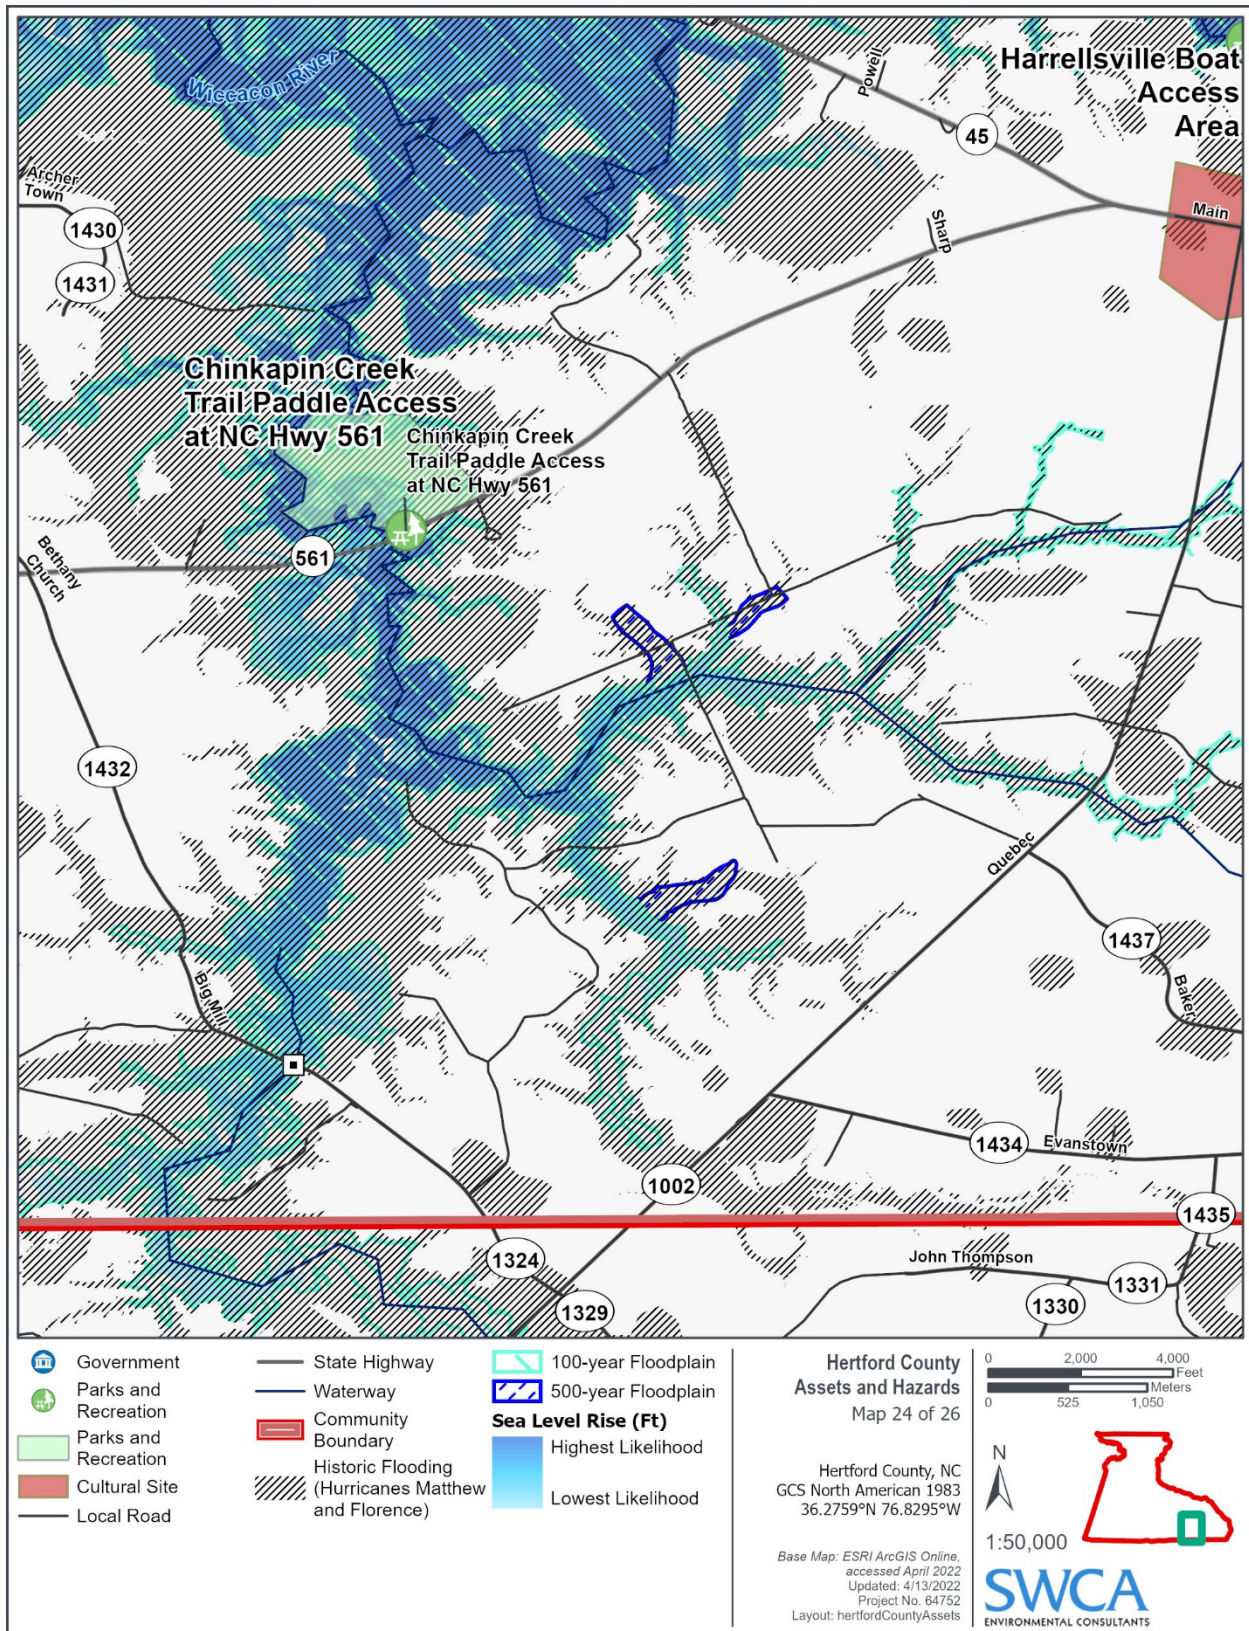 Wiccacon River
Powell
Harrellsville Boat
Access
Area
45
Archer
Town
Main
Sharp
1430
1431
Chinkapin Creek
Trail Paddle Access
at NC Hwy 561
Chinkapin Creek
Trail Paddle Access
at NC Hwy 561
561
Bethany
Church
1432
Quebec
1437
Big Mill
Baker
1434
Evanstown
1002
1435
1324
John Thompson
1331
1329
1330
Government
Parks and
Recreation
Parks and
Recreation
Cultural Site
Local Road
State Highway
Waterway
Community
Boundary
Historic Flooding
(Hurricanes Matthew
and Florence)
100-year Floodplain
500-year Floodplain
Sea Level Rise (Ft)
Highest Likelihood
Lowest Likelihood
Hertford County
Assets and Hazards
Map 24 of 26
Hertford County, NC
GCS North American 1983
36.2759°N 76.8295°W
Base Map: ESRI ArcGIS Online,
accessed April 2022
Updated: 4/13/2022
Project No. 64752
Layout: hertfordCountyAssets
0 2,000 4,000
Feet
Meters
0 525 1,050
N
1:50,000
SWCA
ENVIRONMENTAL CONSULTANTS